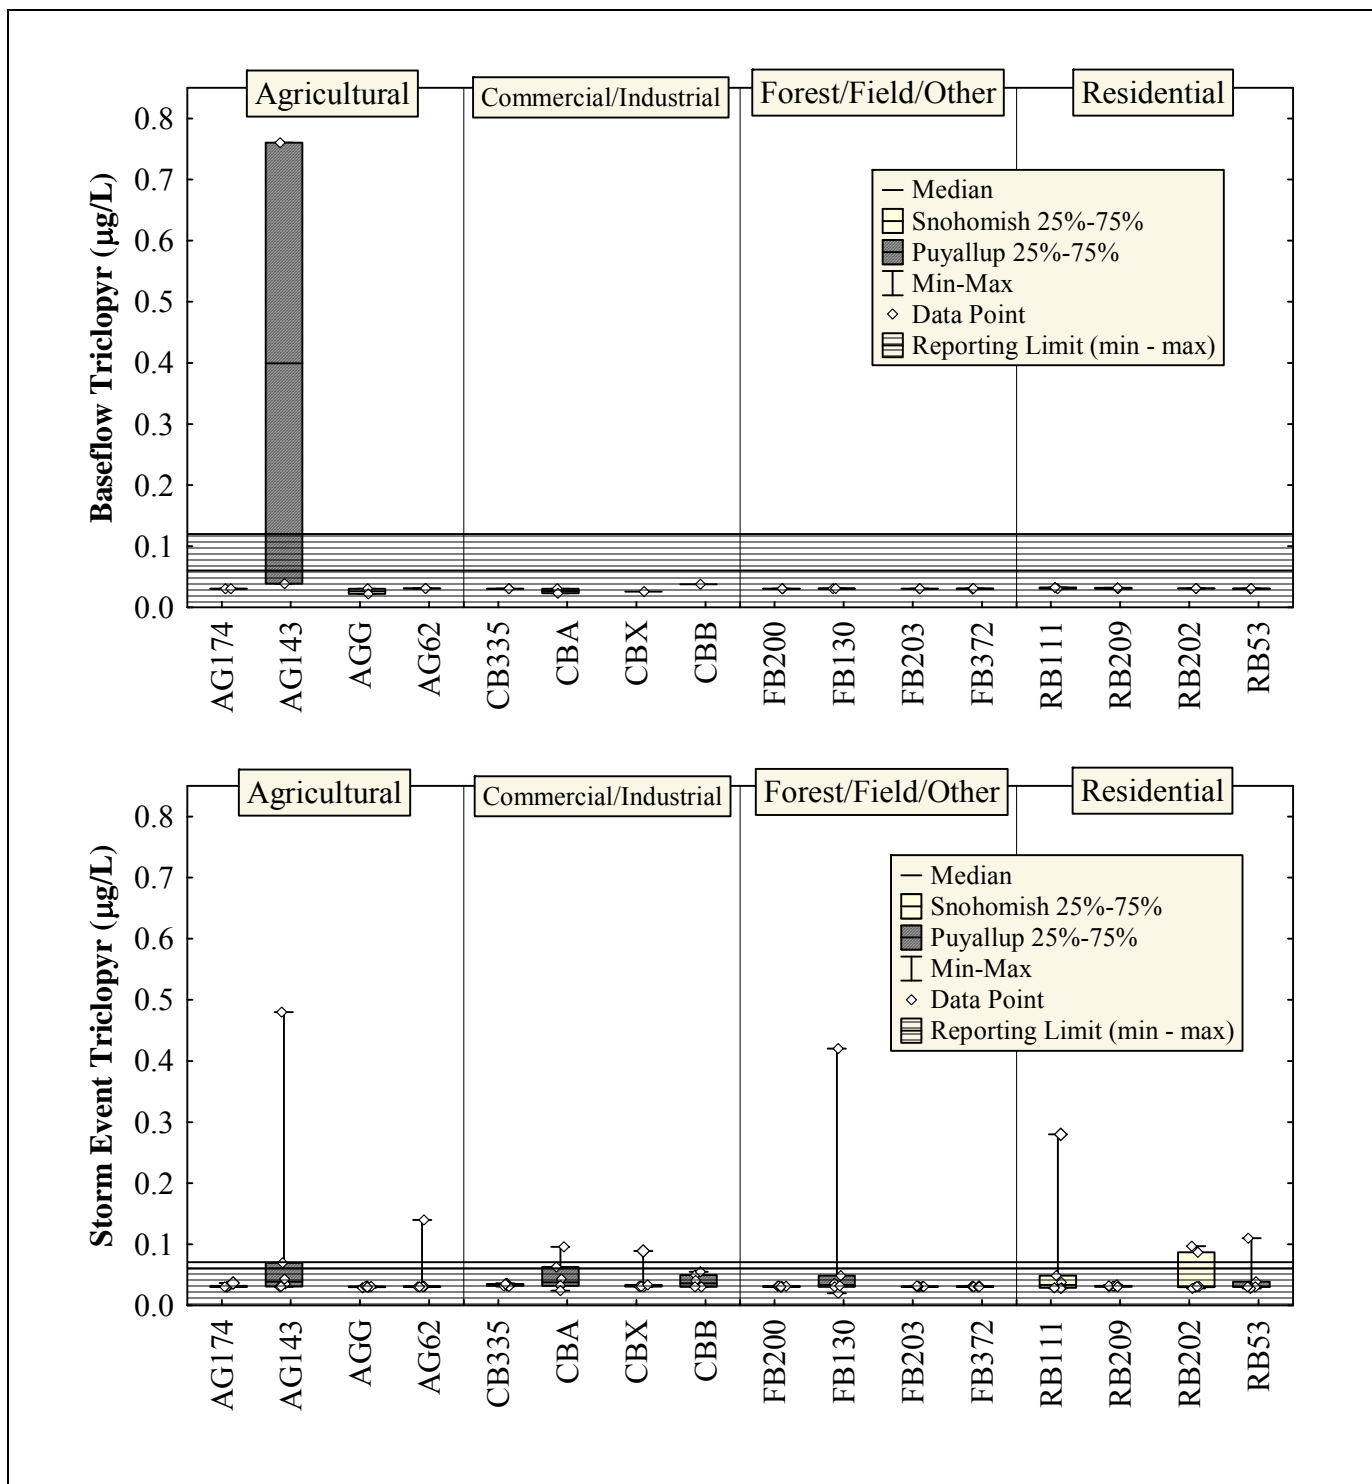 Agricultural
Commercial/Industrial
Forest/Field/Other
Residential
Baseflow Triclopyr (µg/L)
0.8
0.7
0.6
0.5
0.4
0.3
0.2
0.1
0.0
Median
Snohomish 25%-75%
Puyallup 25%-75%
Min-Max
Data Point
Reporting Limit (min - max)
AG174
AG143
AGG
AG62
CB335
CBA
CBX
CBB
FB200
FB130
FB203
FB372
RB111
RB209
RB202
RB53
Agricultural
Commercial/Industrial
Forest/Field/Other
Residential
Storm Event Triclopyr (µg/L)
0.8
0.7
0.6
0.5
0.4
0.3
0.2
0.1
0.0
Median
Snohomish 25%-75%
Puyallup 25%-75%
Min-Max
Data Point
Reporting Limit (min - max)
AG174
AG143
AGG
AG62
CB335
CBA
CBX
CBB
FB200
FB130
FB203
FB372
RB111
RB209
RB202
RB53